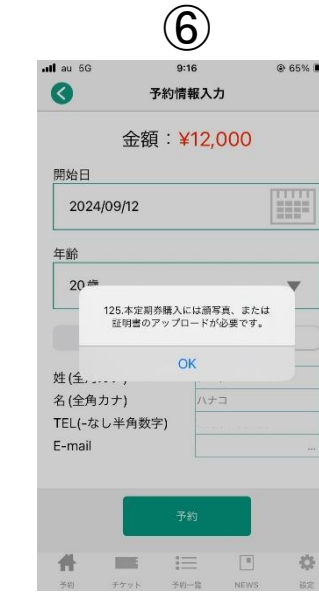 ⑥
au 5G 9:16 65%
予約情報入力
金額：¥12,000
開始日
2024/09/12
年齢
20歳
125.本定期券購入には顔写真、または
証明書のアップロードが必要です。
OK
姓(全
名(全角カナ) ハナコ
TEL(-なし半角数字)
E-mail ...
予約
予約 チケット 予約一覧 NEWS 設定